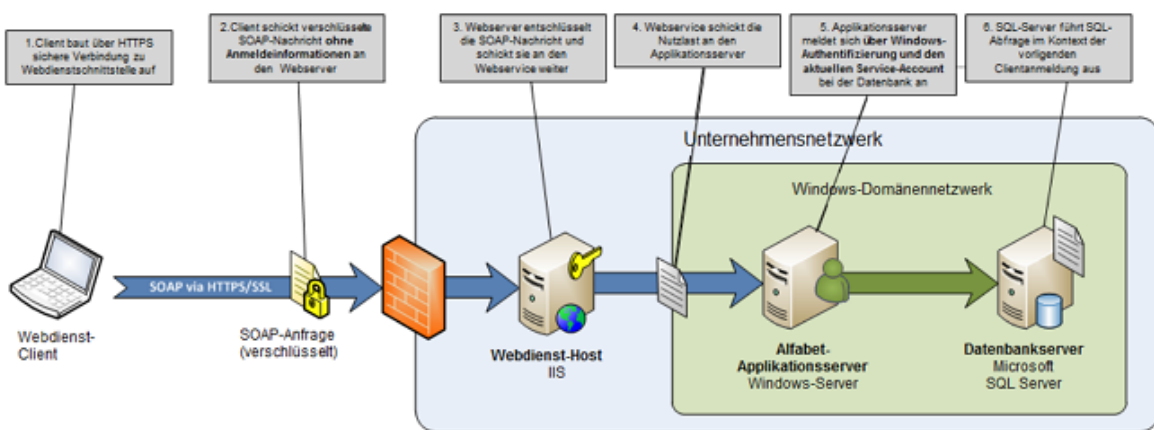 1.Client baut über HTTPS
sichere Verbindung zu
Webdienstschnittstelle auf
2.Client schickt verschlüsselte
SOAP-Nachricht ohne
Anmeldeinformationen an
den Webserver
3. Webserver entschlüsselt
die SOAP-Nachricht und
schickt sie an den
Webservice weiter
4. Webservice schickt die
Nutzlast an den
Applikationsserver
5. Applikationsserver
meldet sich über Windows-
Authentifizierung und den
aktuellen Service-Account
bei der Datenbank an
6. SQL-Server führt SQL-
Abfrage im Kontext der
vorligenden
Clientanmeldung aus
Unternehmensnetzwerk
Windows-Domänennetzwerk
SOAP via HTTPS/SSL
Webdienst-
Client
SOAP-Anfrage
(verschlüsselt)
Webdienst-Host
IIS
Alfabet-
Applikationsserver
Windows-Server
Datenbankserver
Microsoft
SQL Server